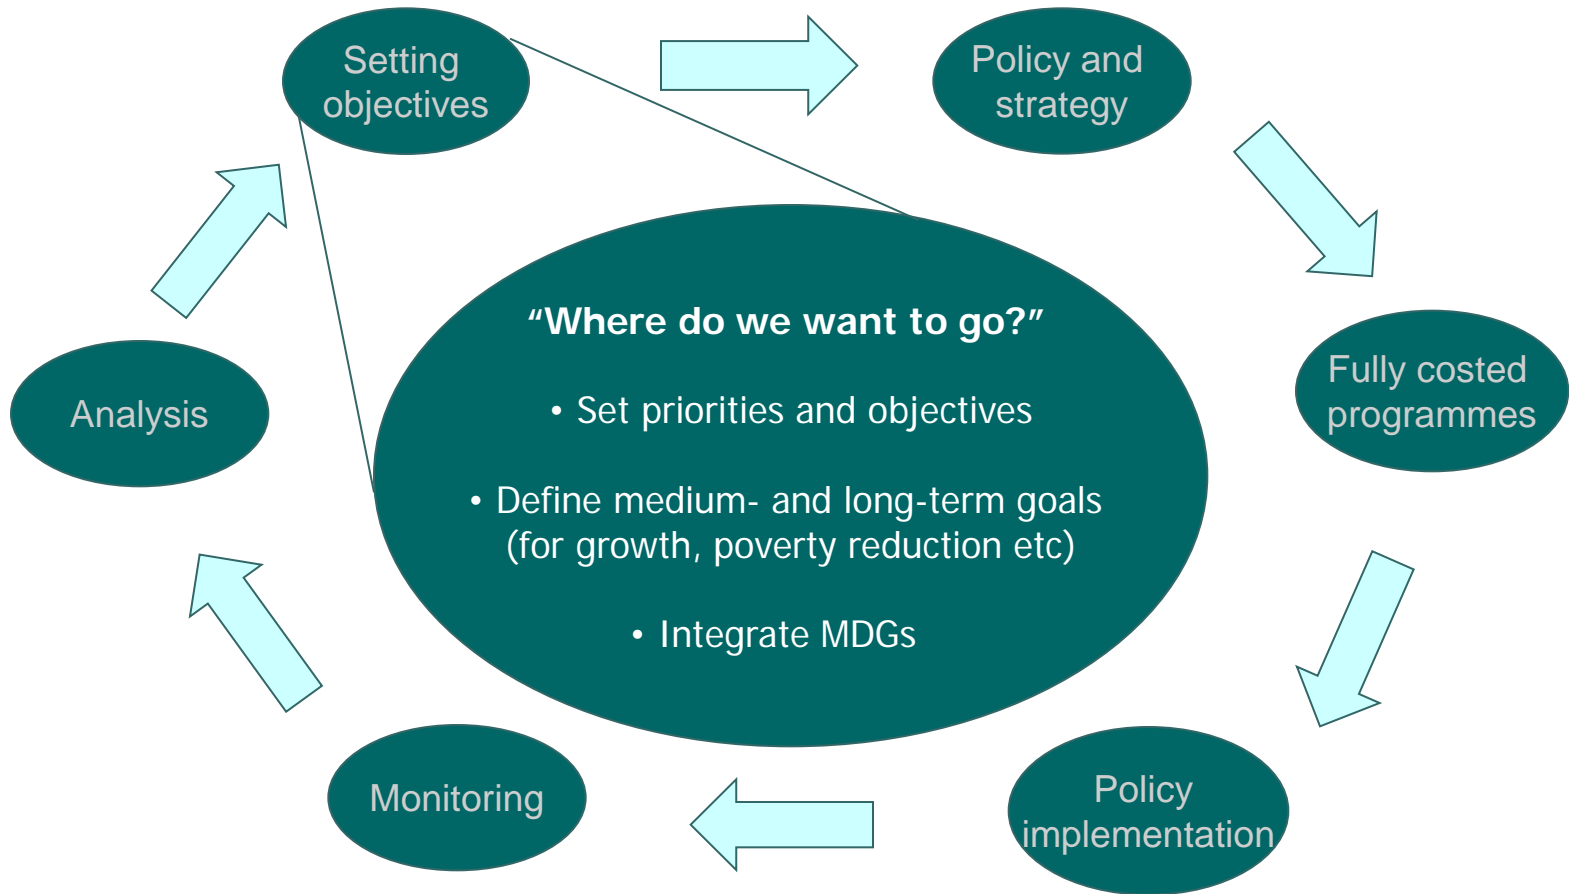 Setting
objectives
Policy and
strategy
Fully costed
programmes
Policy
implementation
Monitoring
Analysis
“Where do we want to go?”
• Set priorities and objectives
• Define medium- and long-term goals
(for growth, poverty reduction etc)
• Integrate MDGs